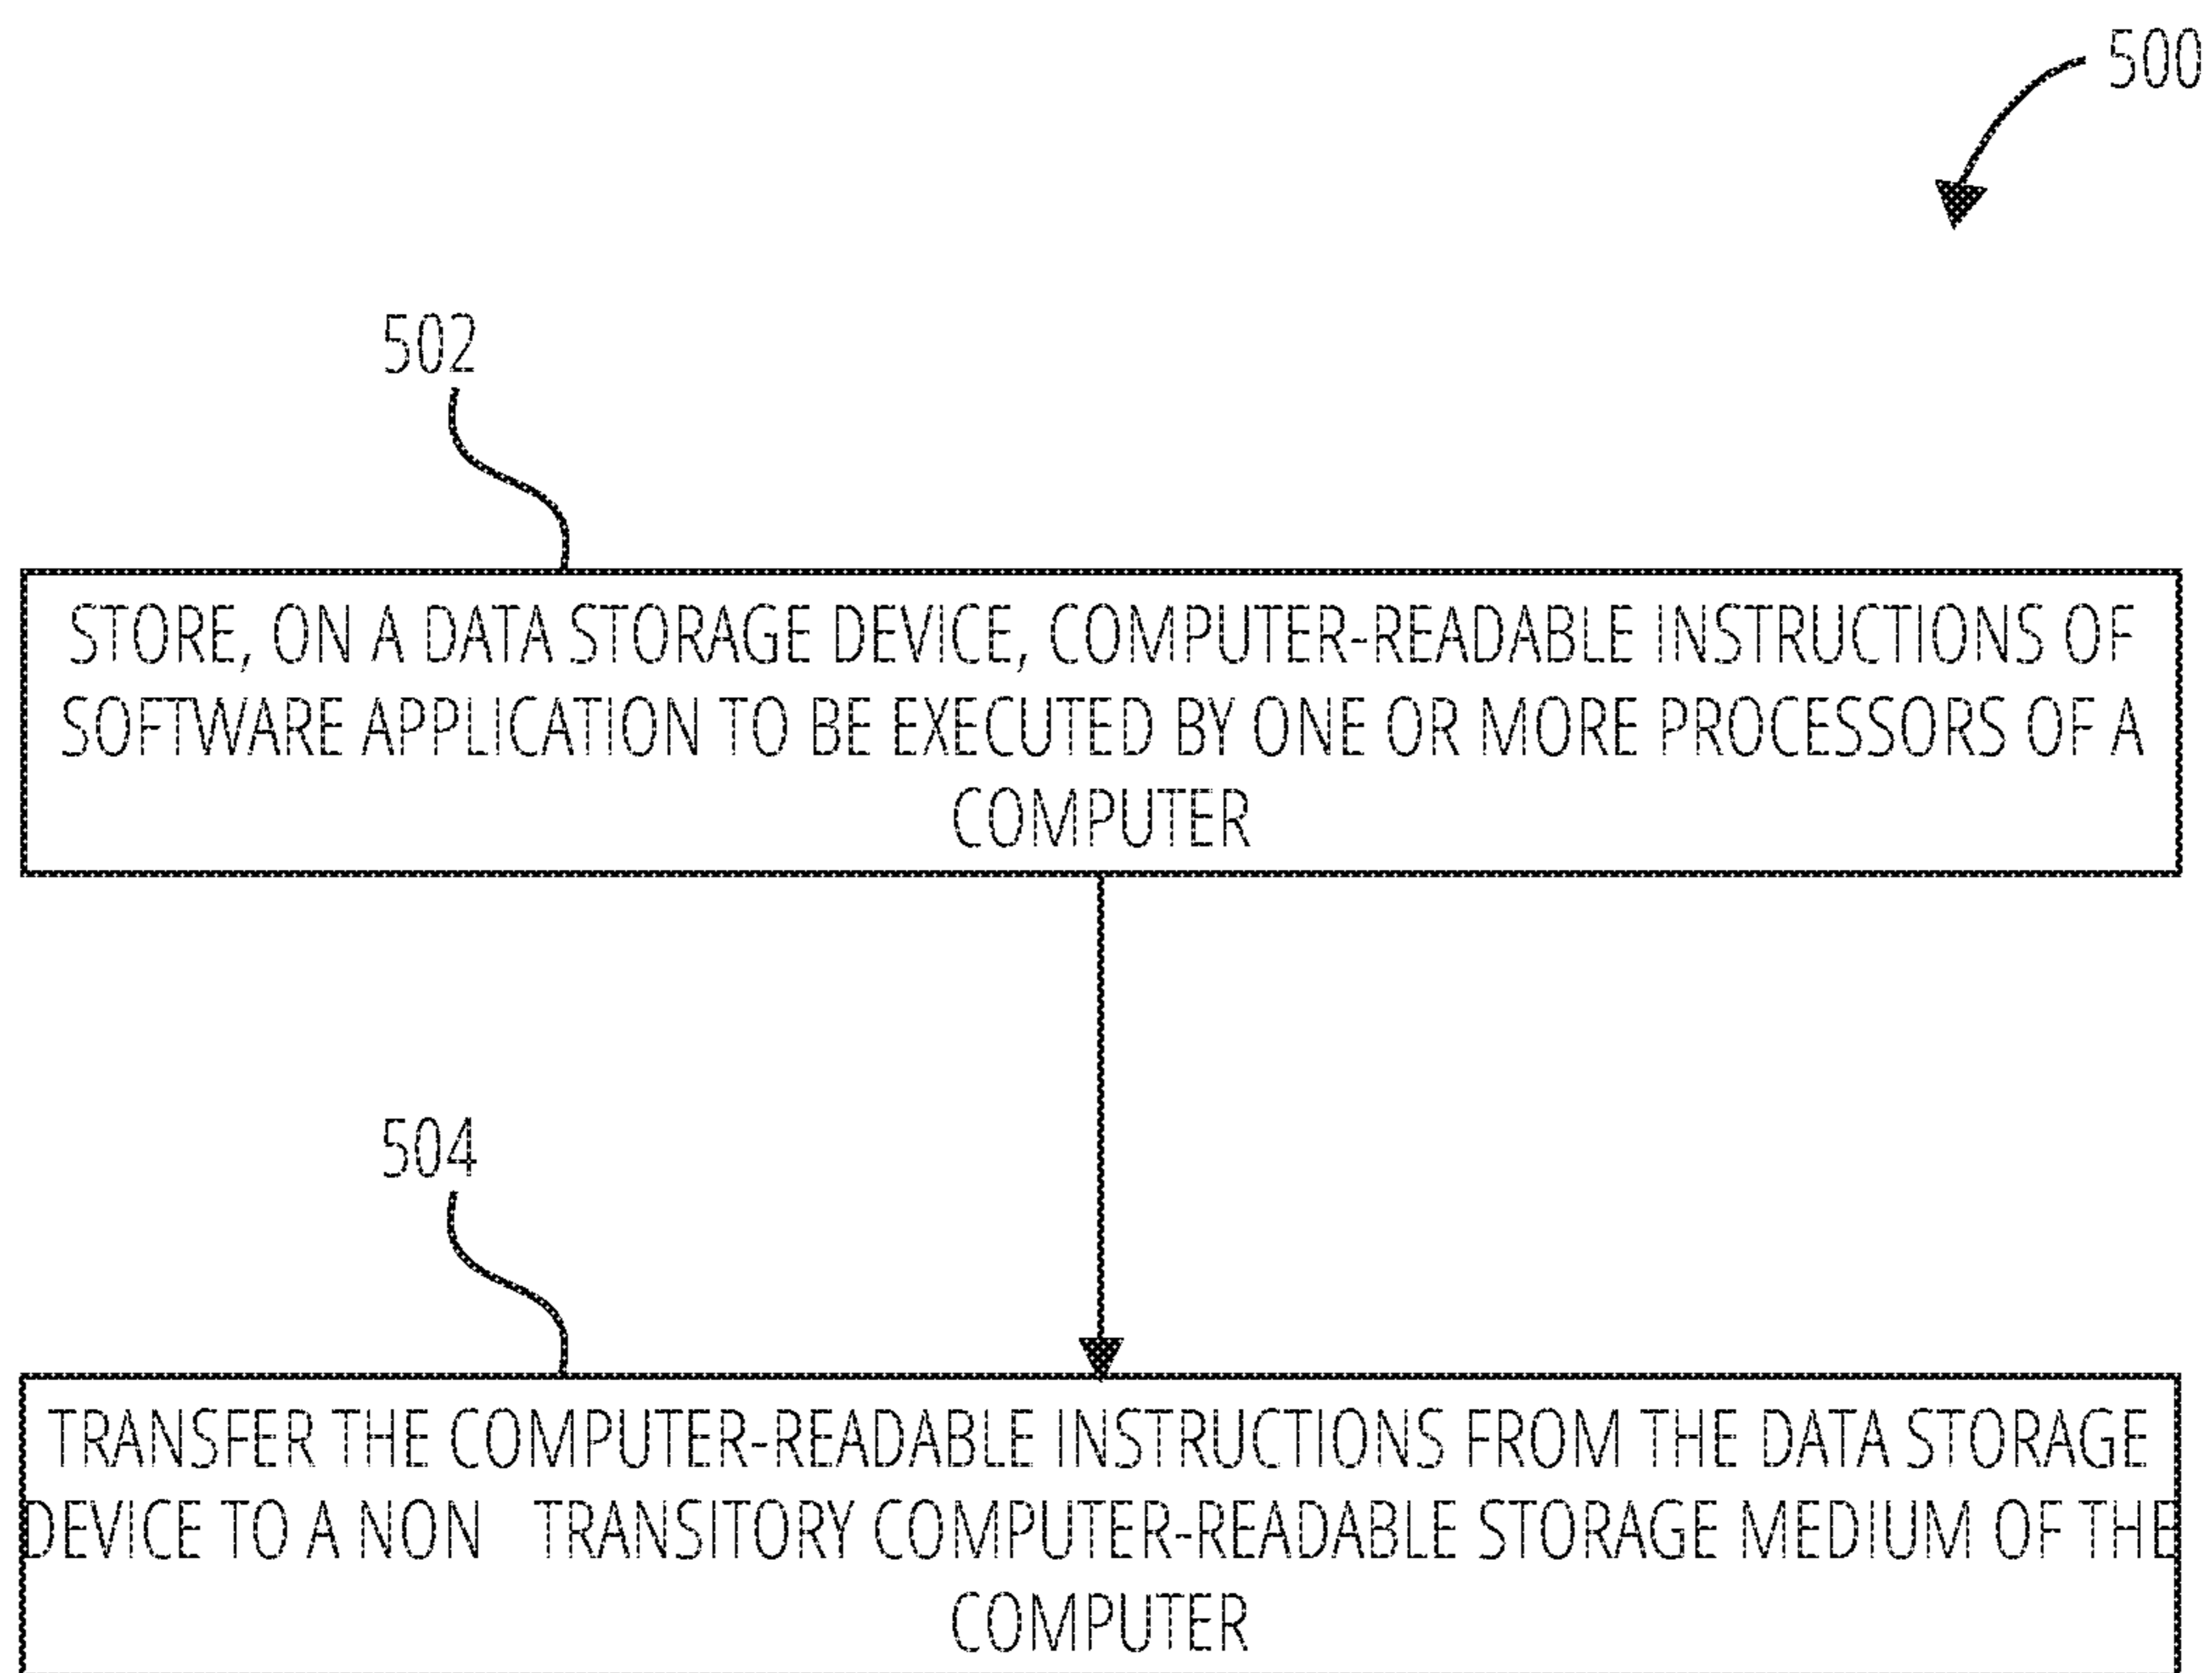 500
502
STORE, ON A DATA STORAGE DEVICE, COMPUTER-READABLE INSTRUCTIONS OF
SOFTWARE APPLICATION TO BE EXECUTED BY ONE OR MORE PROCESSORS OF A
COMPUTER
504
TRANSFER THE COMPUTER-READABLE INSTRUCTIONS FROM THE DATA STORAGE
DEVICE TO A NON TRANSITORY COMPUTER-READABLE STORAGE MEDIUM OF THE
COMPUTER